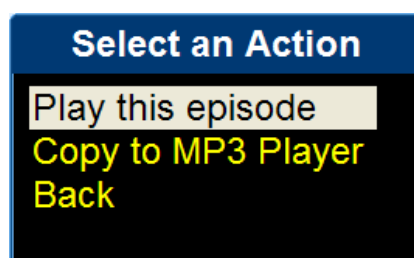 Select an Action
Play this episode
Copy to MP3 Player
Back